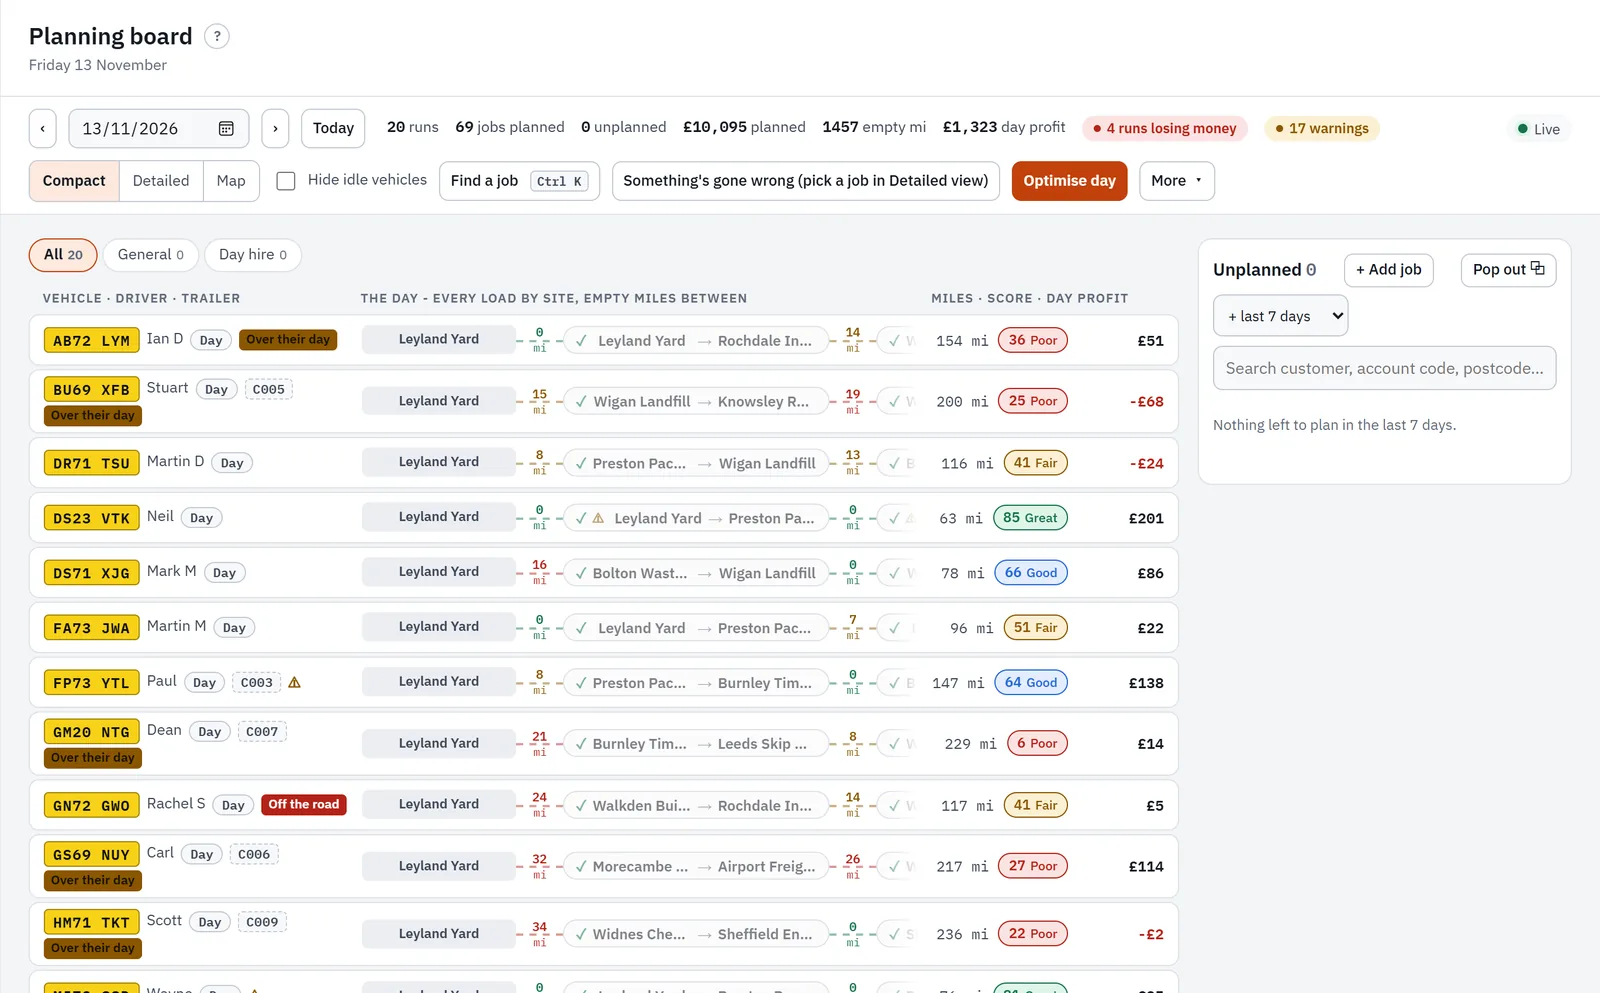 Planning board ?
Friday 13 November
‹ 13/11/2026 › Today 20 runs 69 jobs planned 0 unplanned £10,095 planned 1457 empty mi £1,323 day profit 4 runs losing money 17 warnings Live
Compact Detailed Map Hide idle vehicles Find a job Ctrl K Something's gone wrong (pick a job in Detailed view) Optimise day More
All 20 General 0 Day hire 0
VEHICLE · DRIVER · TRAILER THE DAY - EVERY LOAD BY SITE, EMPTY MILES BETWEEN MILES · SCORE · DAY PROFIT
AB72 LYM Ian D Day Over their day Leyland Yard 0 mi ✓ Leyland Yard → Rochdale In... 14 mi ✓ 154 mi 36 Poor £51
BU69 XFB Stuart Day C005 Over their day Leyland Yard 15 mi ✓ Wigan Landfill → Knowsley R... 19 mi ✓ 200 mi 25 Poor -£68
DR71 TSU Martin D Day Leyland Yard 8 mi ✓ Preston Pac... → Wigan Landfill 13 mi ✓ 116 mi 41 Fair -£24
DS23 VTK Neil Day Leyland Yard 0 mi ✓ ⚠ Leyland Yard → Preston Pa... 0 mi ✓ 63 mi 85 Great £201
DS71 XJG Mark M Day Leyland Yard 16 mi ✓ Bolton Wast... → Wigan Landfill 0 mi ✓ 78 mi 66 Good £86
FA73 JWA Martin M Day Leyland Yard 0 mi ✓ Leyland Yard → Preston Pac... 7 mi ✓ 96 mi 51 Fair £22
FP73 YTL Paul Day C003 ⚠ Leyland Yard 8 mi ✓ Preston Pac... → Burnley Tim... 0 mi ✓ 147 mi 64 Good £138
GM20 NTG Dean Day C007 Over their day Leyland Yard 21 mi ✓ Burnley Tim... → Leeds Skip ... 8 mi ✓ 229 mi 6 Poor £14
GN72 GWO Rachel S Day Off the road Leyland Yard 24 mi ✓ Walkden Bui... → Rochdale In... 14 mi ✓ 117 mi 41 Fair £5
GS69 NUY Carl Day C006 Over their day Leyland Yard 32 mi ✓ Morecambe ... → Airport Freig... 26 mi ✓ 217 mi 27 Poor £114
HM71 TKT Scott Day C009 Over their day Leyland Yard 34 mi ✓ Widnes Che... → Sheffield En... 0 mi ✓ 236 mi 22 Poor -£2
0 0
Unplanned 0 + Add job Pop out
+ last 7 days
Search customer, account code, postcode...
Nothing left to plan in the last 7 days.